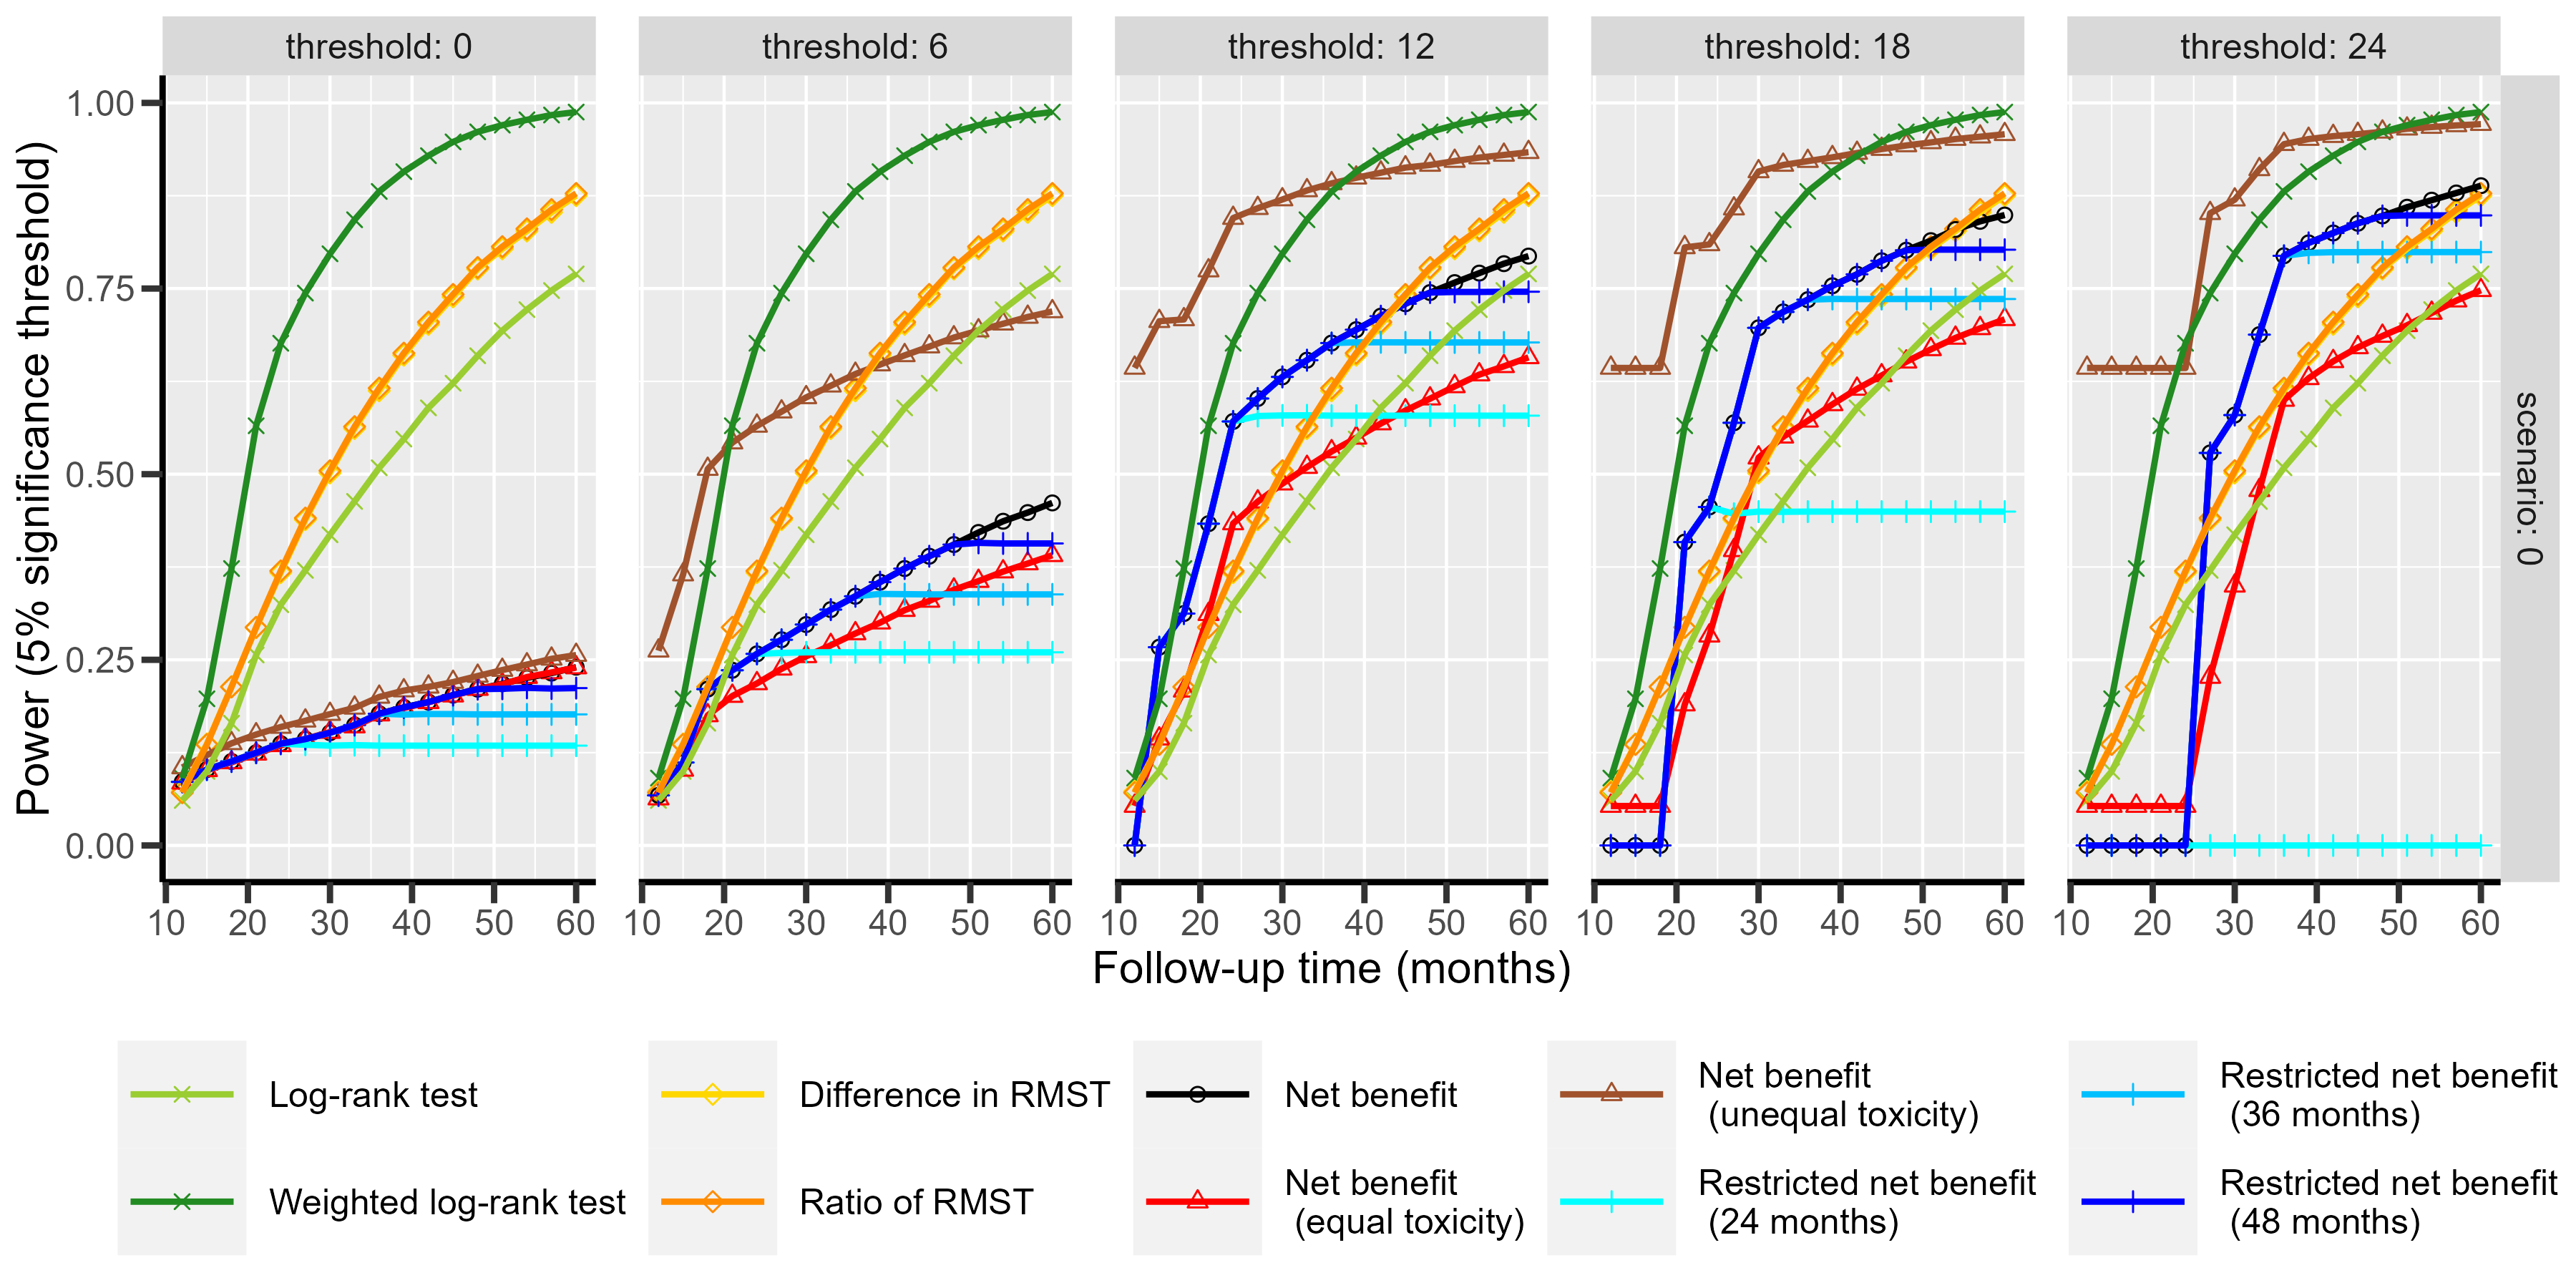 threshold: 0
threshold: 6
threshold: 12
threshold: 18
threshold: 24
Power (5% significance threshold)
1.00
0.75
0.50
0.25
0.00
scenario: 0
10 20 30 40 50 60
10 20 30 40 50 60
10 20 30 40 50 60
10 20 30 40 50 60
10 20 30 40 50 60
Follow-up time (months)
Log-rank test
Weighted log-rank test
Difference in RMST
Ratio of RMST
Net benefit
Net benefit
(equal toxicity)
Net benefit
(unequal toxicity)
Restricted net benefit
(24 months)
Restricted net benefit
(36 months)
Restricted net benefit
(48 months)